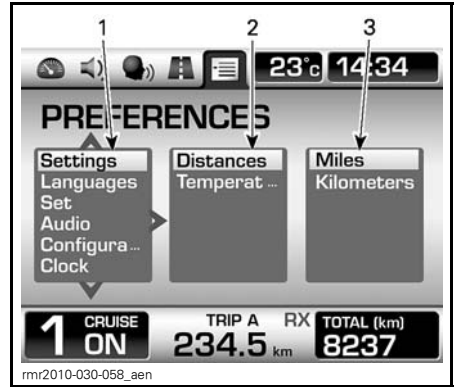 1 2 3
23°c 14:34
PREFERENCES
Settings Distances Miles
Languages Temperat ... Kilometers
Set
Audio
Configura ...
Clock
1 CRUISE ON TRIP A 234.5 km RX TOTAL (km) 8237
rmr2010-030-058_aen